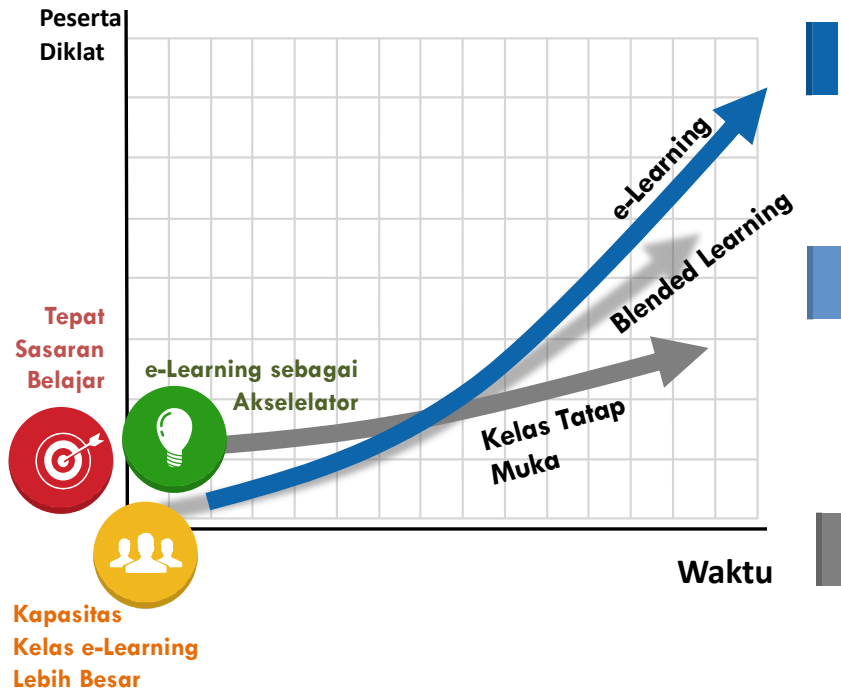 Peserta
Diklat
e-Learning
Blended Learning
Tepat
Sasaran
Belajar
e-Learning sebagai
Akselelator
Kelas Tatap
Muka
Waktu
Kapasitas
Kelas e-Learning
Lebih Besar